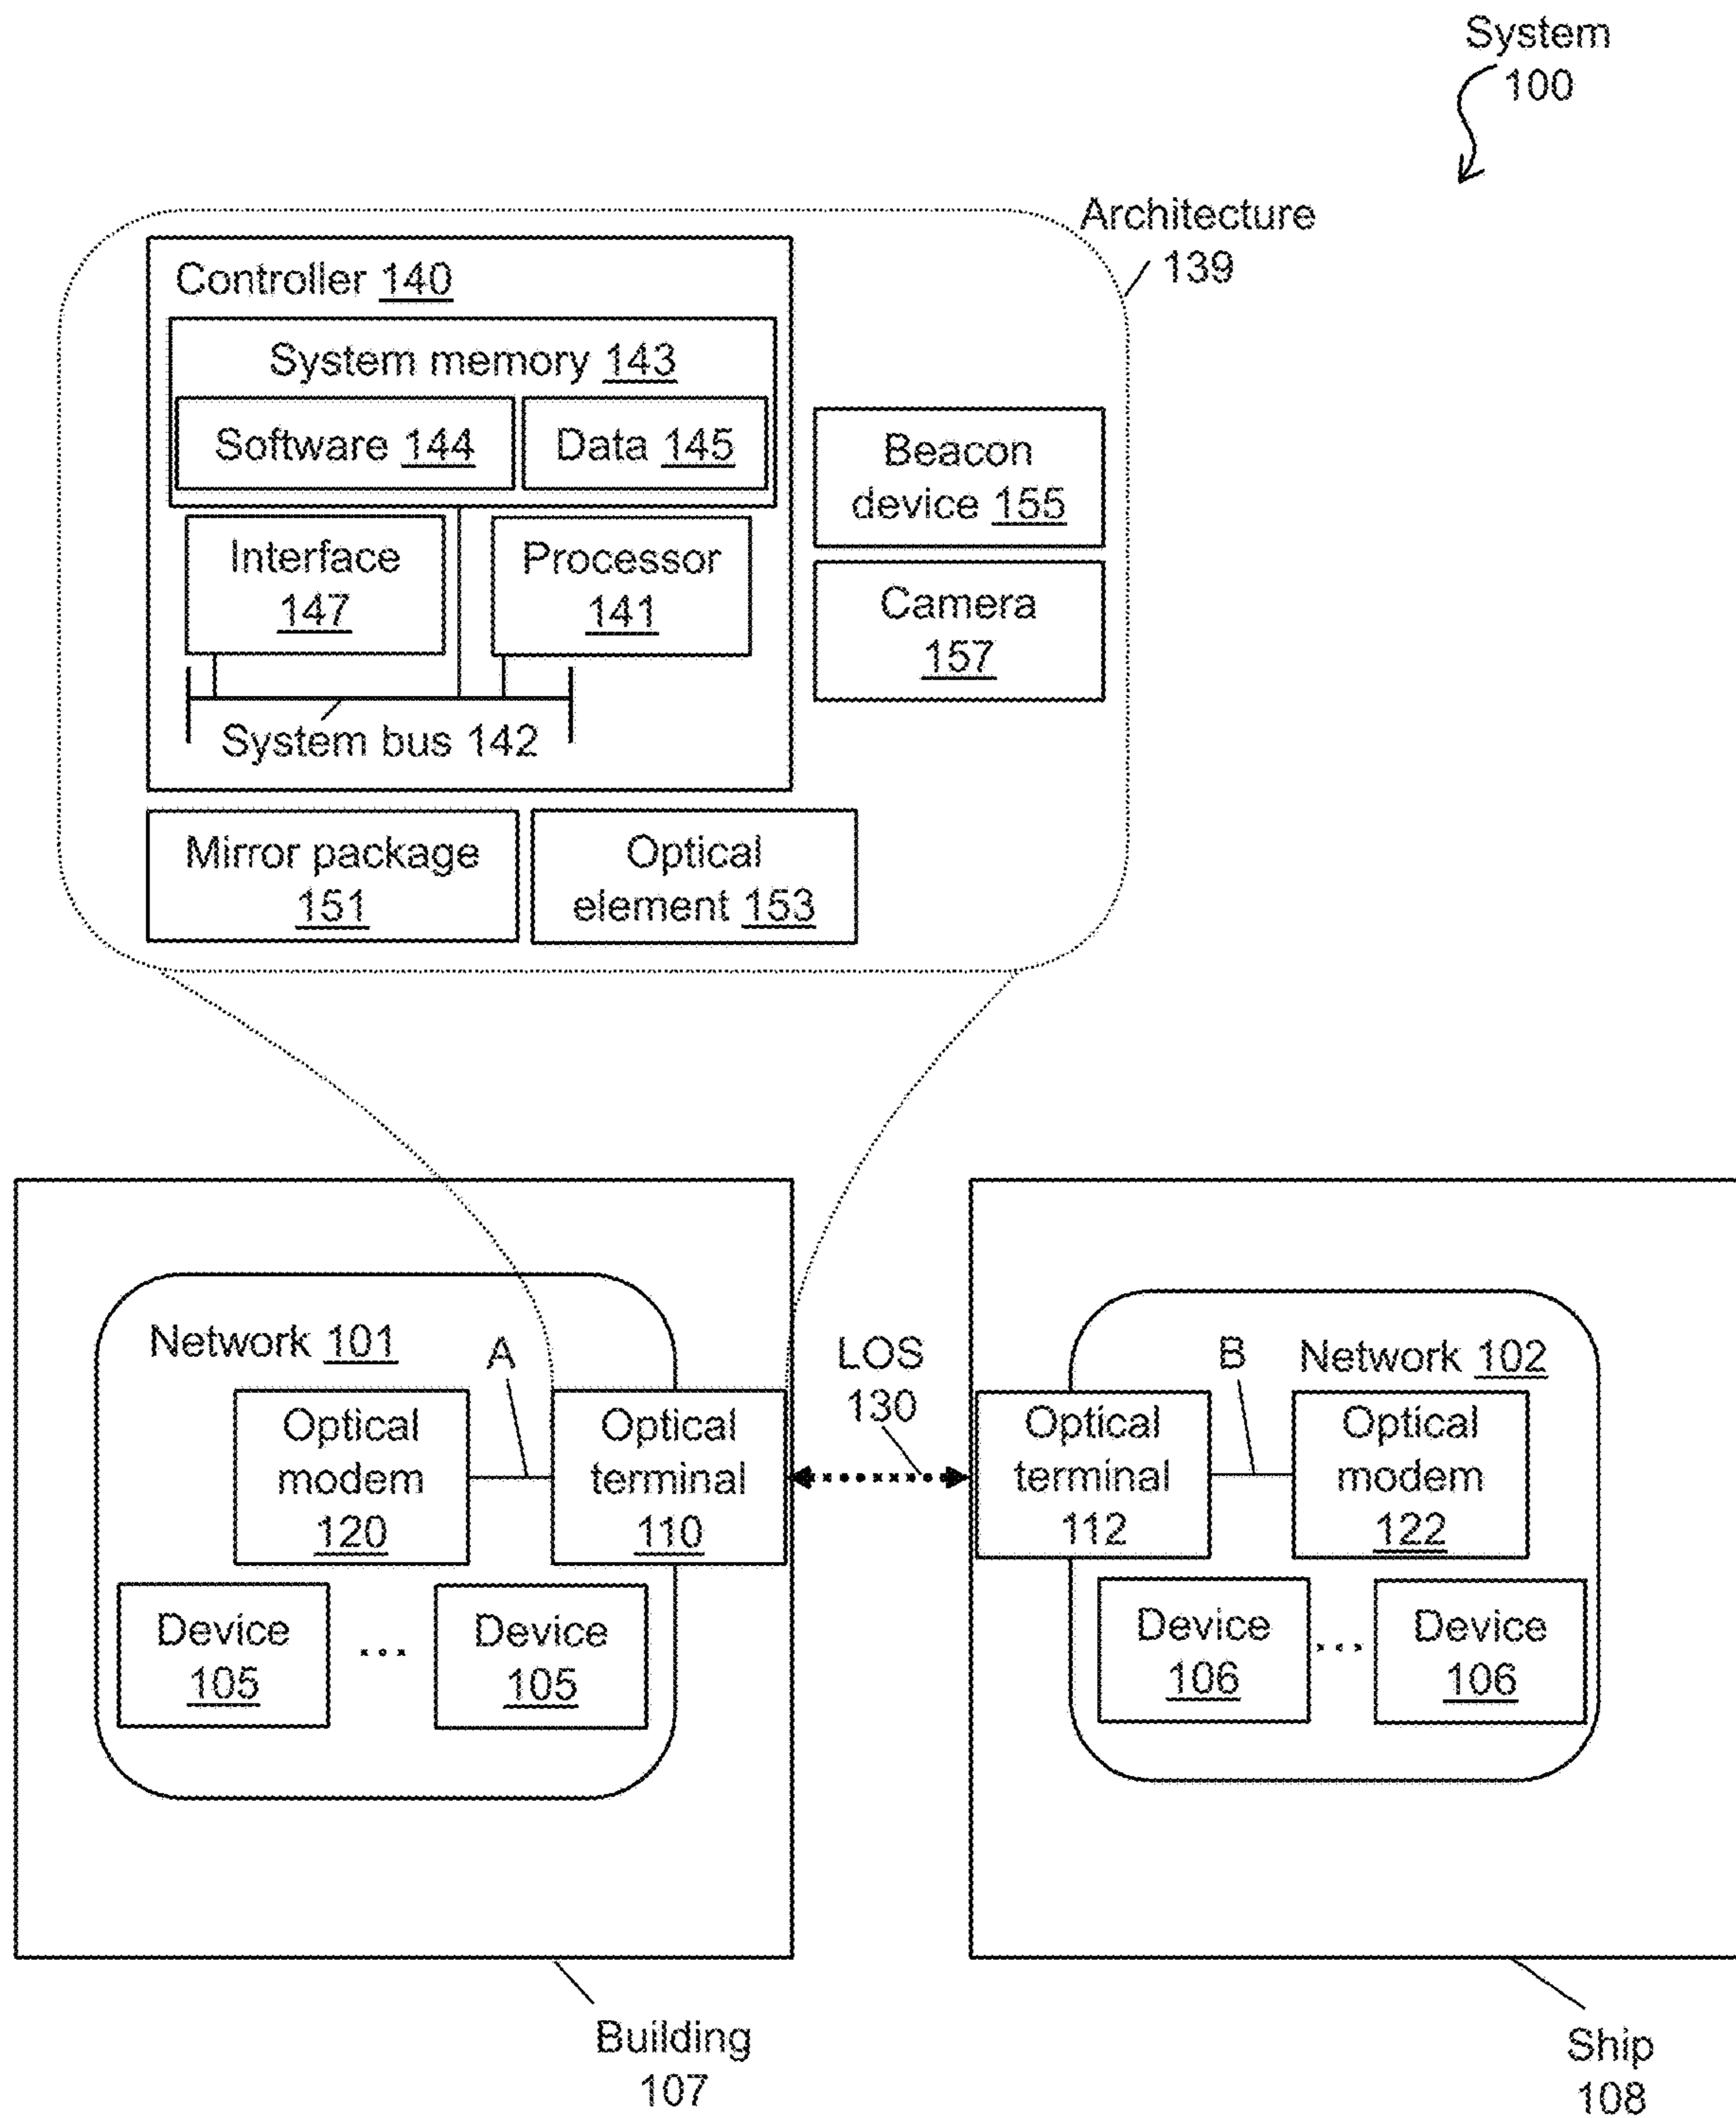 System
100
Architecture
139
Controller 140
System memory 143
Software 144
Data 145
Beacon
device 155
Interface
147
Processor
141
Camera
157
System bus 142
Mirror package
151
Optical
element 153
Network 101
A
LOS
130
B
Network 102
Optical
modem
120
Optical
terminal
110
Optical
terminal
112
Optical
modem
122
Device
105
...
Device
105
Device
106
...
Device
106
Building
107
Ship
108